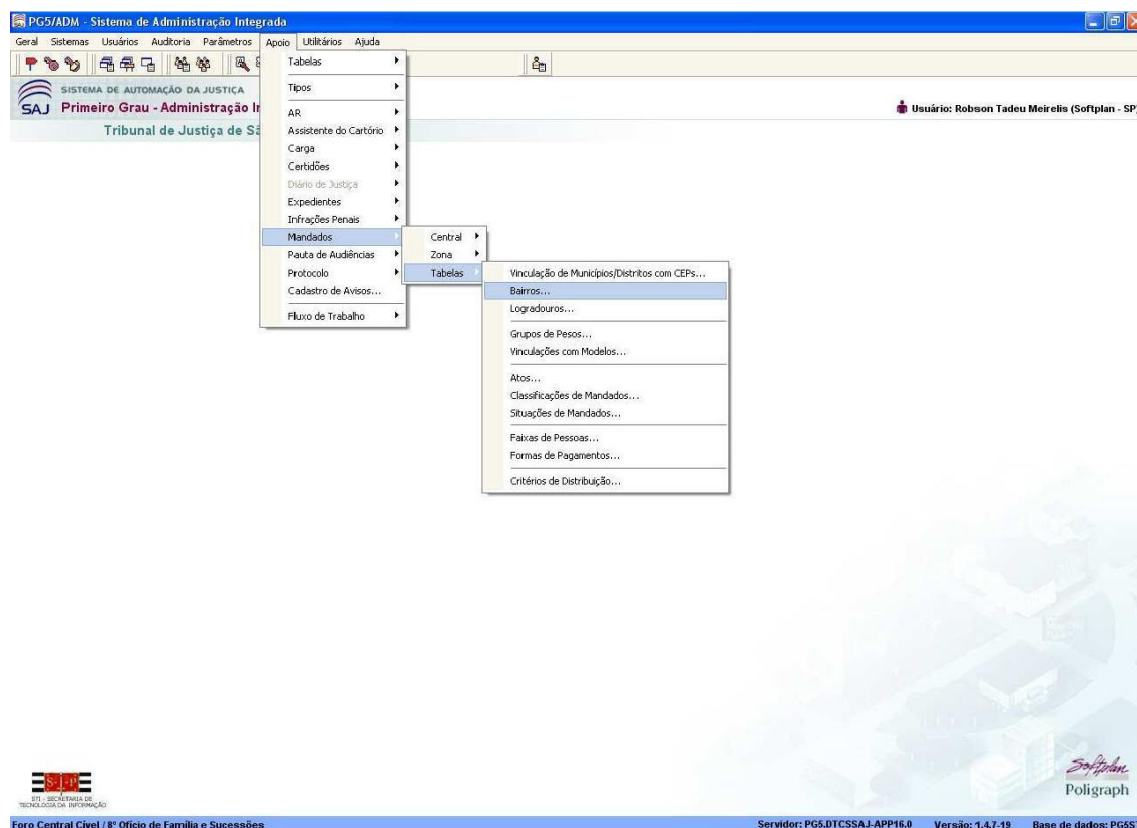 PG5/ADM - Sistema de Administração Integrada
Geral Sistemas Usuários Auditoria Parâmetros Apoio Utilitários Ajuda
SISTEMA DE AUTOMAÇÃO DA JUSTIÇA
SAJ Primeiro Grau - Administração
Usuário: Robson Tadeu Meirelis (Softplan - SP)
Tribunal de Justiça de
Tabelas
Tipos
AR
Assistente do Cartório
Carga
Certidões
Diário de Justiça
Expedientes
Infrações Penais
Mandados
Pauta de Audiências
Protocolo
Cadastro de Avisos...
Fluxo de Trabalho
Central
Zona
Tabelas
Vinculação de Municípios/Distritos com CEPs...
Bairros...
Logradouros...
Grupos de Pesos...
Vinculações com Modelos...
Atos...
Classificações de Mandados...
Situações de Mandados...
Faixas de Pessoas...
Formas de Pagamentos...
Critérios de Distribuição...
STI - SECRETARIA DE
TECNOLOGIA DA INFORMAÇÃO
Softplan
Poligraph
Foro Central Cível / 8º Ofício de Família e Sucessões
Servidor: PG5.DTCSSAJ-APP16.0 Versão: 1.4.7-19 Base de dados: